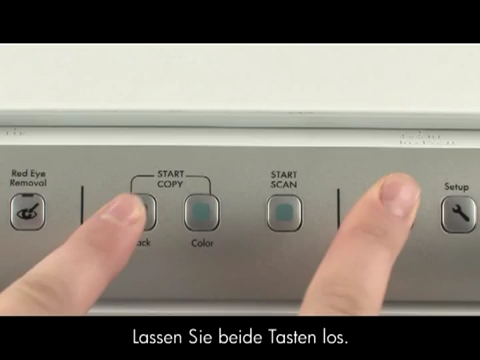 Red Eye
Removal
START
COPY
START
SCAN
Setup
Color
Lassen Sie beide Tasten los.